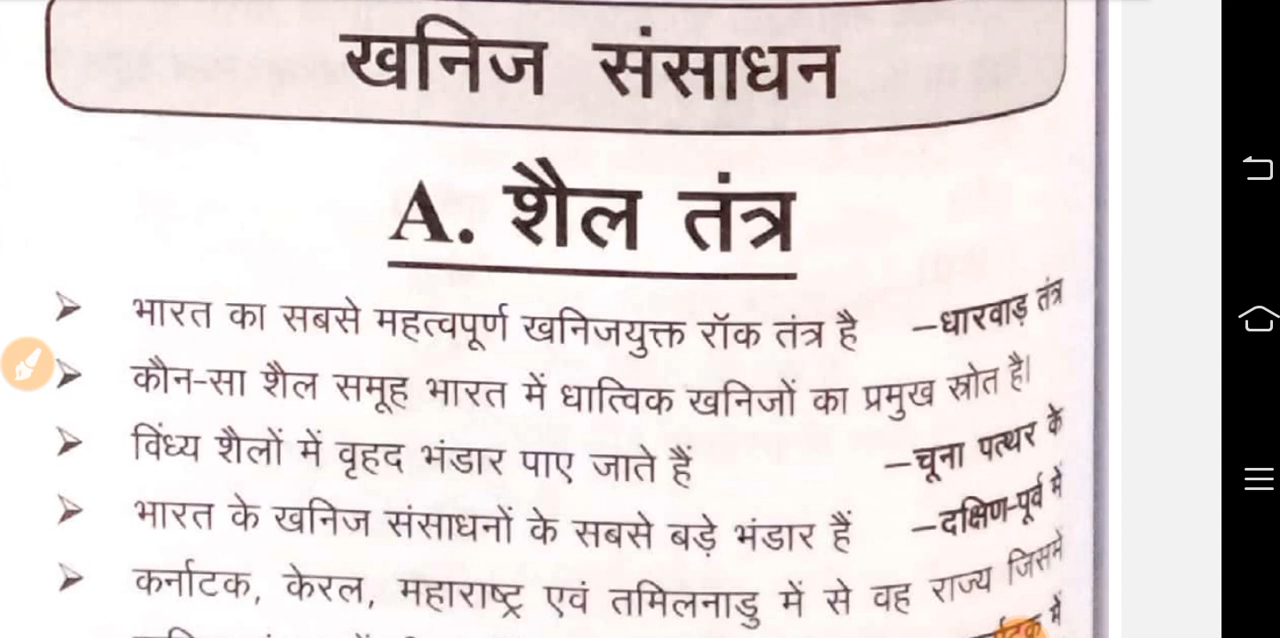 खनिज संसाधन
A. शैल तंत्र
➢ भारत का सबसे महत्वपूर्ण खनिजयुक्त रॉक तंत्र है –धारवाड़ तंत्र
➢ कौन-सा शैल समूह भारत में धात्विक खनिजों का प्रमुख स्रोत है।
➢ विंध्य शैलों में वृहद भंडार पाए जाते हैं –चूना पत्थर के
➢ भारत के खनिज संसाधनों के सबसे बड़े भंडार हैं –दक्षिण-पूर्व में
➢ कर्नाटक, केरल, महाराष्ट्र एवं तमिलनाडु में से वह राज्य जिसमें
में